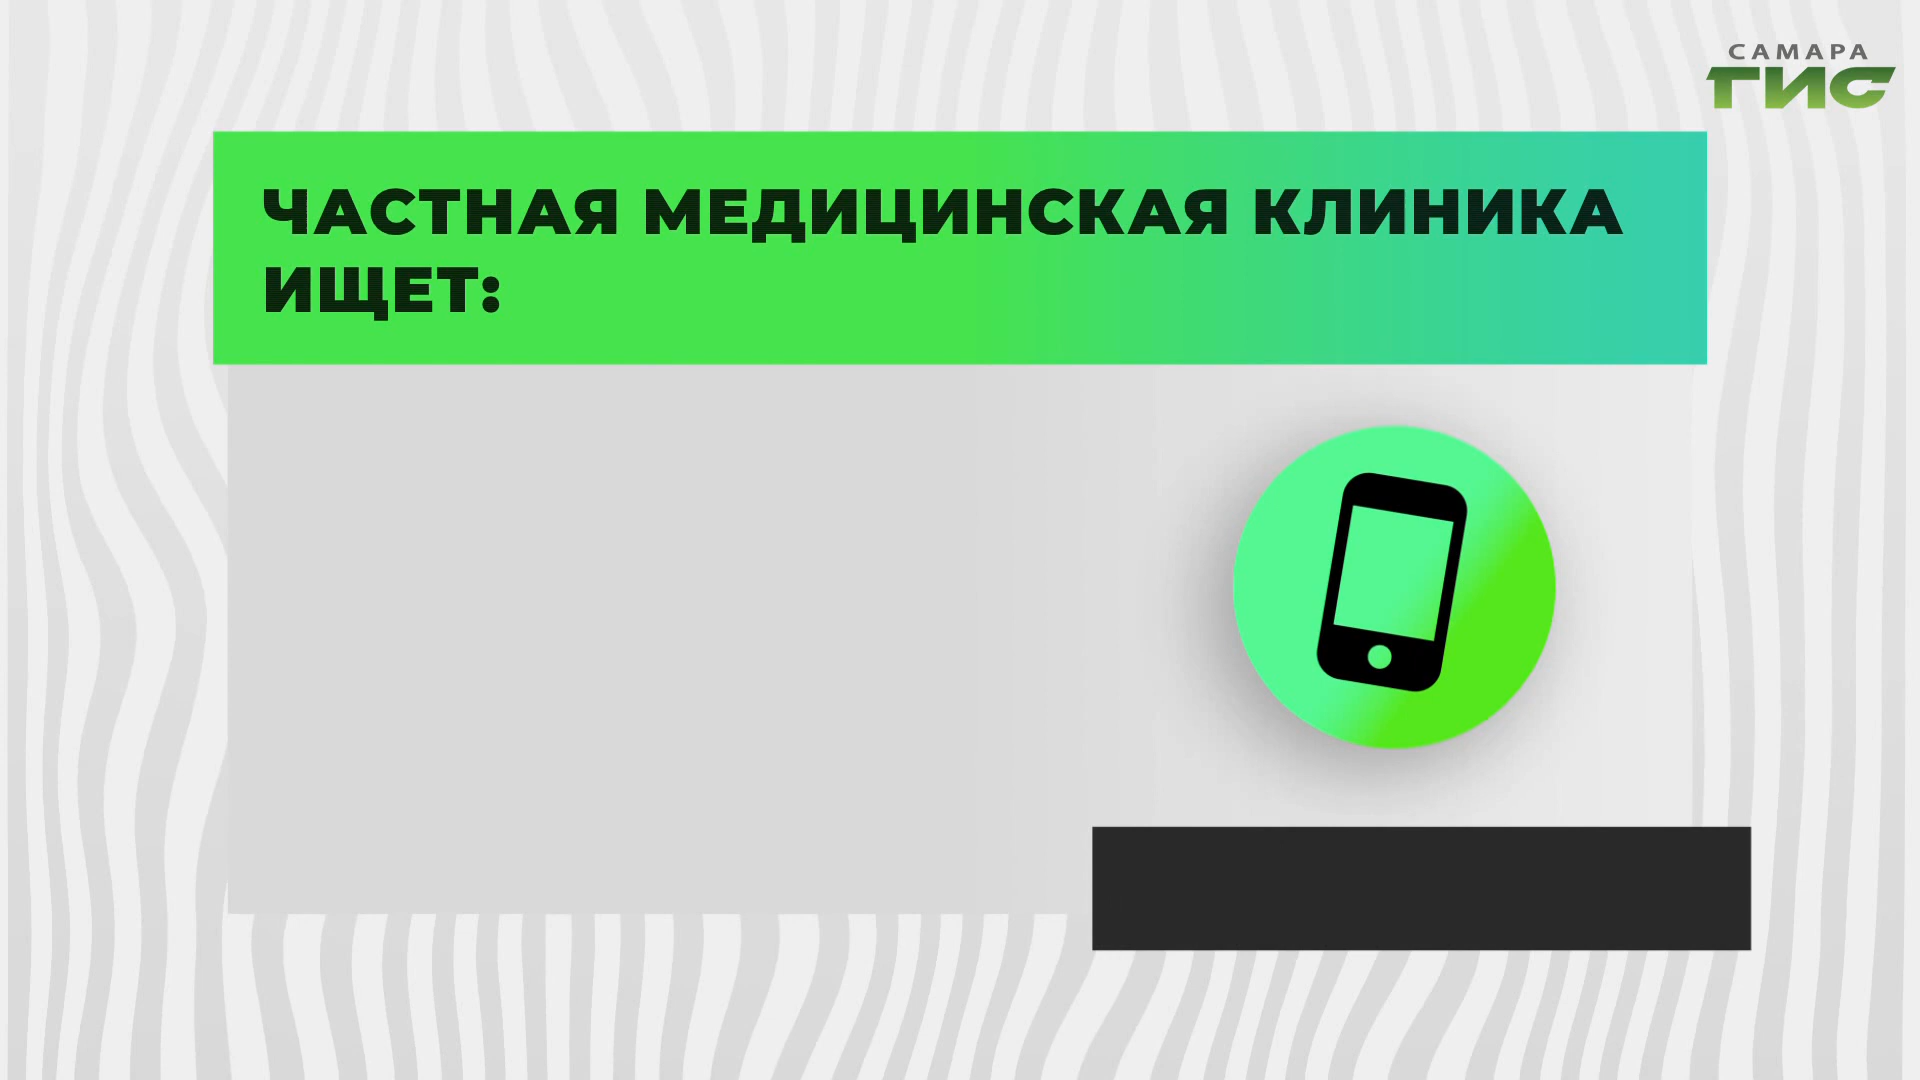 САМАРА
ГИС
ЧАСТНАЯ МЕДИЦИНСКАЯ КЛИНИКА
ИЩЕТ: